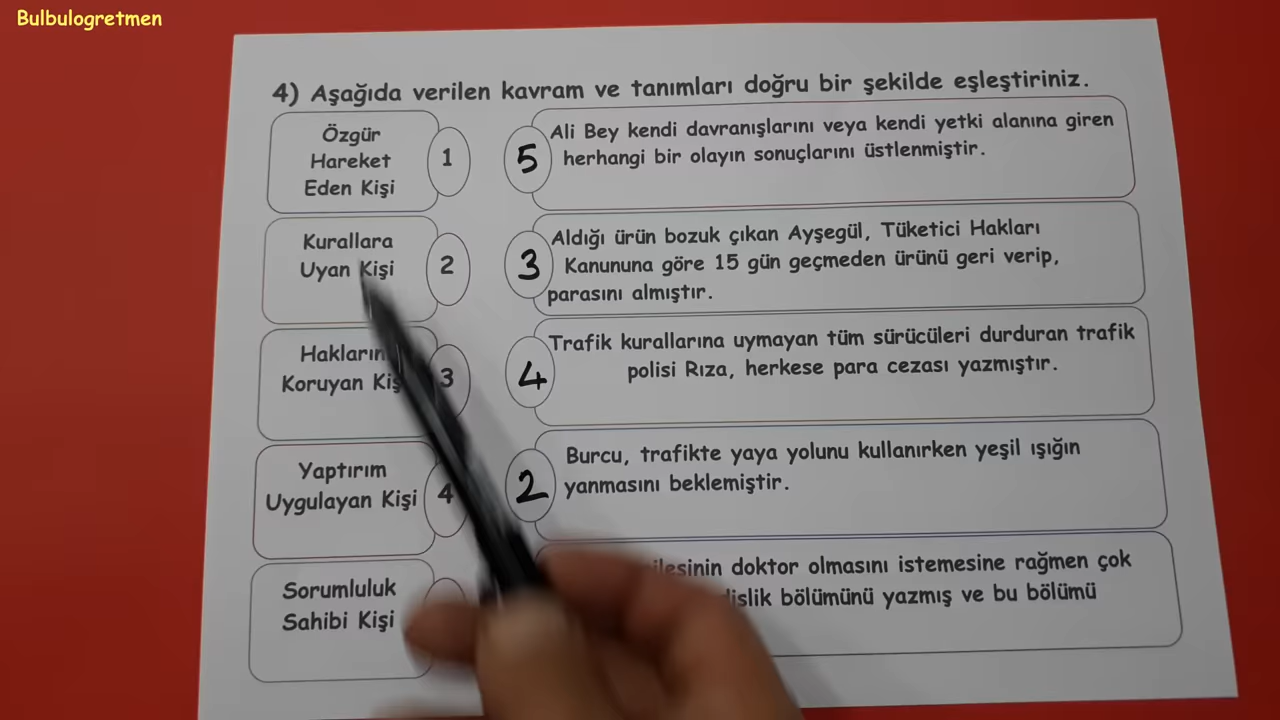 Bulbulogretmen
4) Aşağıda verilen kavram ve tanımları doğru bir şekilde eşleştiriniz.
Özgür
Hareket
Eden Kişi
1
5
Ali Bey kendi davranışlarını veya kendi yetki alanına giren
herhangi bir olayın sonuçlarını üstlenmiştir.
Kurallara
Uyan Kişi
2
3
Aldığı ürün bozuk çıkan Ayşegül, Tüketici Hakları
Kanununa göre 15 gün geçmeden ürünü geri verip,
parasını almıştır.
Koruyan
3
4
Trafik kurallarına uymayan tüm sürücüleri durduran trafik
polisi Rıza, herkese para cezası yazmıştır.
Yaptırım
Uygulayan Kişi
4
2
Burcu, trafikte yaya yolunu kullanırken yeşil ışığın
yanmasını beklemiştir.
Sorumluluk
Sahibi Kişi
doktor olmasını istemesine rağmen çok
bölümünü yazmış ve bu bölümü